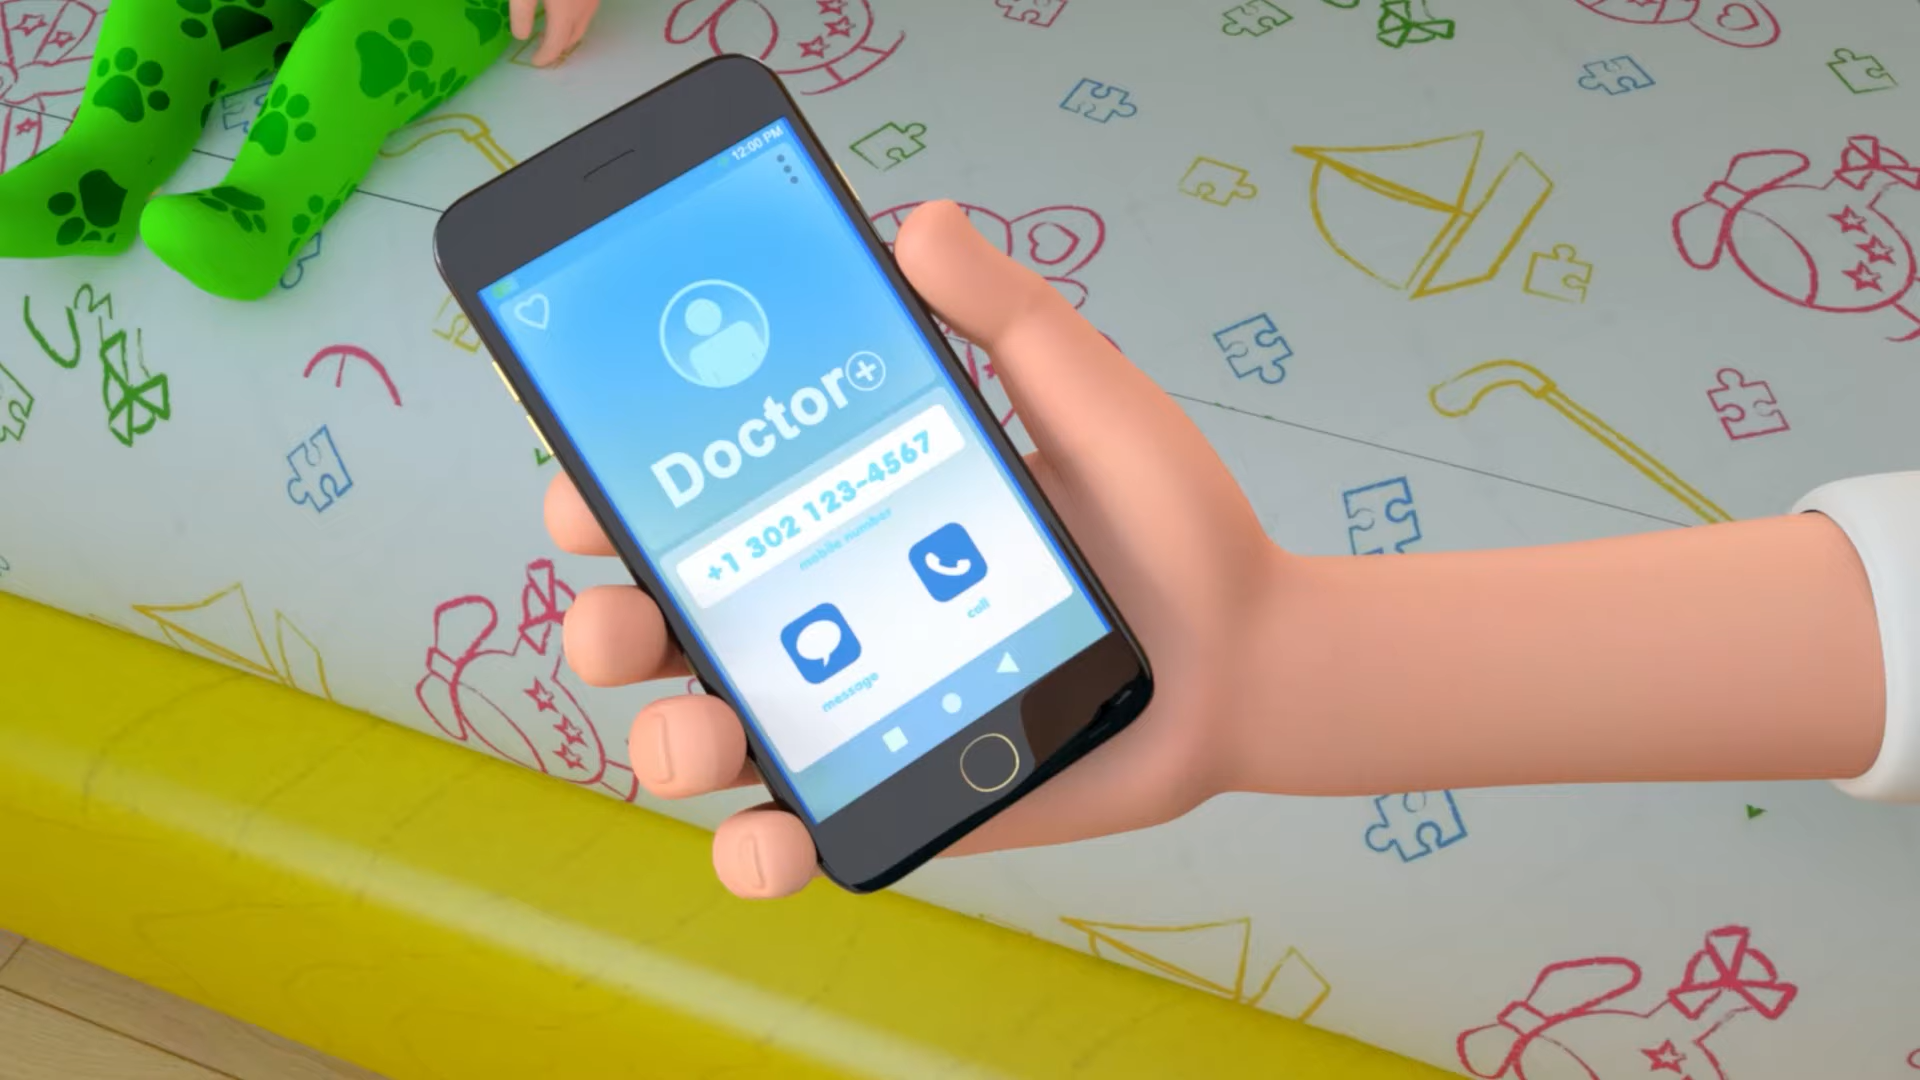 12:00 PM
Doctor
+1 302 123-4567
mobile number
message
call